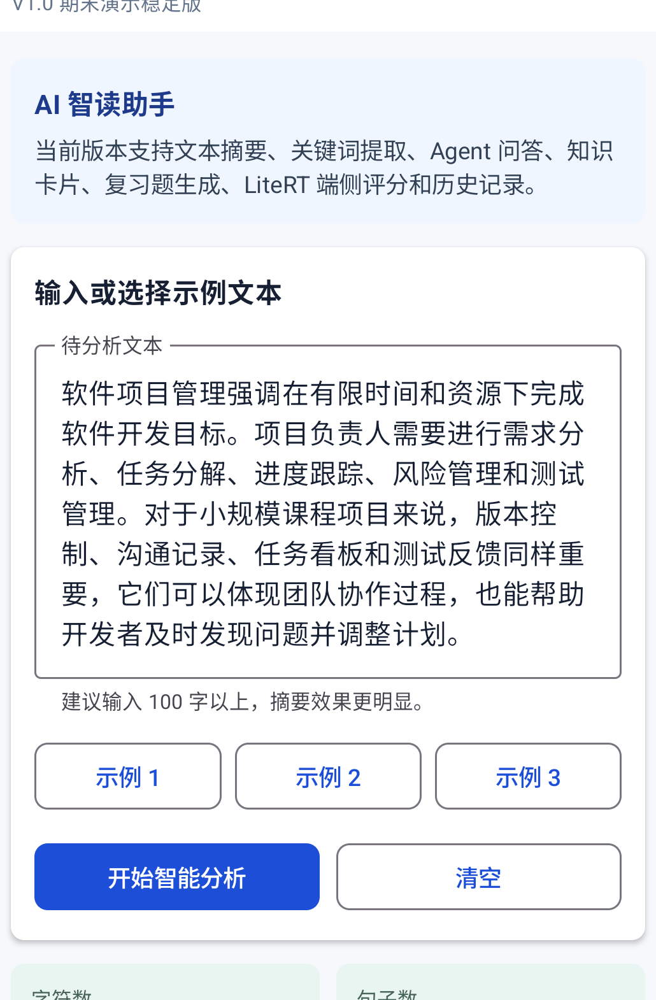 V1.0 期末演示稳定版
AI 智读助手
当前版本支持文本摘要、关键词提取、Agent 问答、知识
卡片、复习题生成、LiteRT 端侧评分和历史记录。
输入或选择示例文本
待分析文本
软件项目管理强调在有限时间和资源下完成
软件开发目标。项目负责人需要进行需求分
析、任务分解、进度跟踪、风险管理和测试
管理。对于小规模课程项目来说，版本控
制、沟通记录、任务看板和测试反馈同样重
要，它们可以体现团队协作过程，也能帮助
开发者及时发现问题并调整计划。
建议输入 100 字以上，摘要效果更明显。
示例 1
示例 2
示例 3
开始智能分析
清空
字符数
句子数